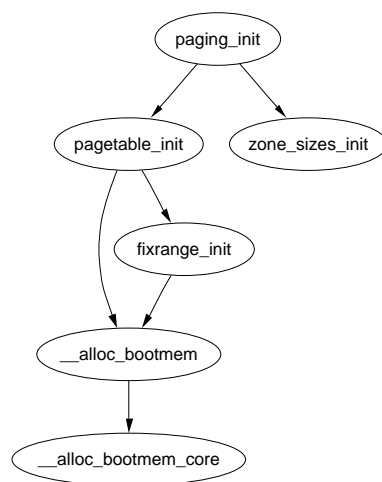 paging_init
pagetable_init
zone_sizes_init
fixrange_init
__alloc_bootmem
__alloc_bootmem_core